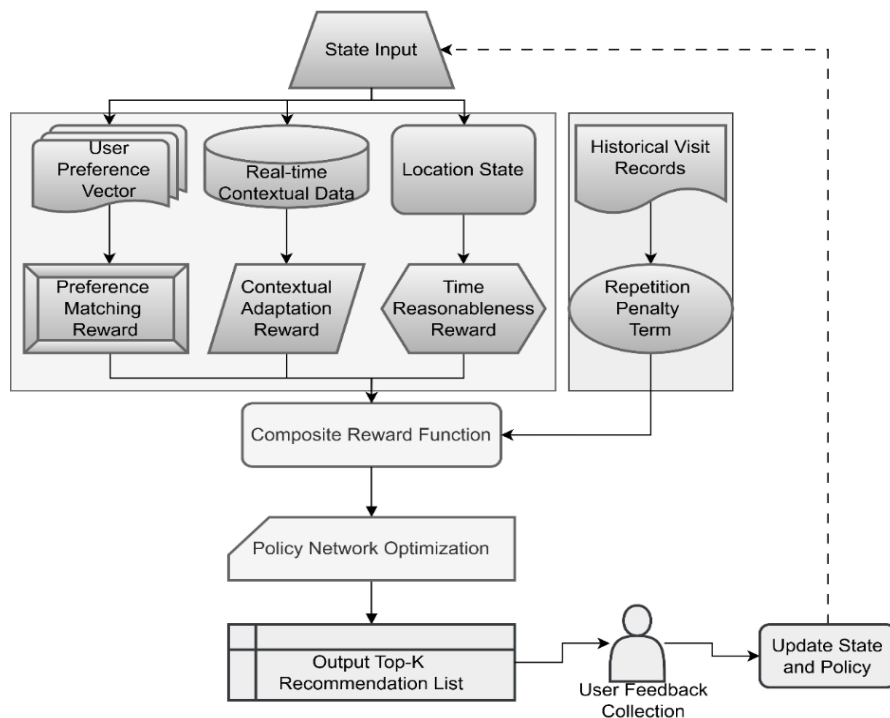 State Input
User
Preference
Vector
Real-time
Contextual Data
Location State
Historical Visit
Records
Preference
Matching
Reward
Contextual
Adaptation
Reward
Time
Reasonableness
Reward
Repetition
Penalty
Term
Composite Reward Function
Policy Network Optimization
Output Top-K
Recommendation List
User Feedback
Collection
Update State
and Policy